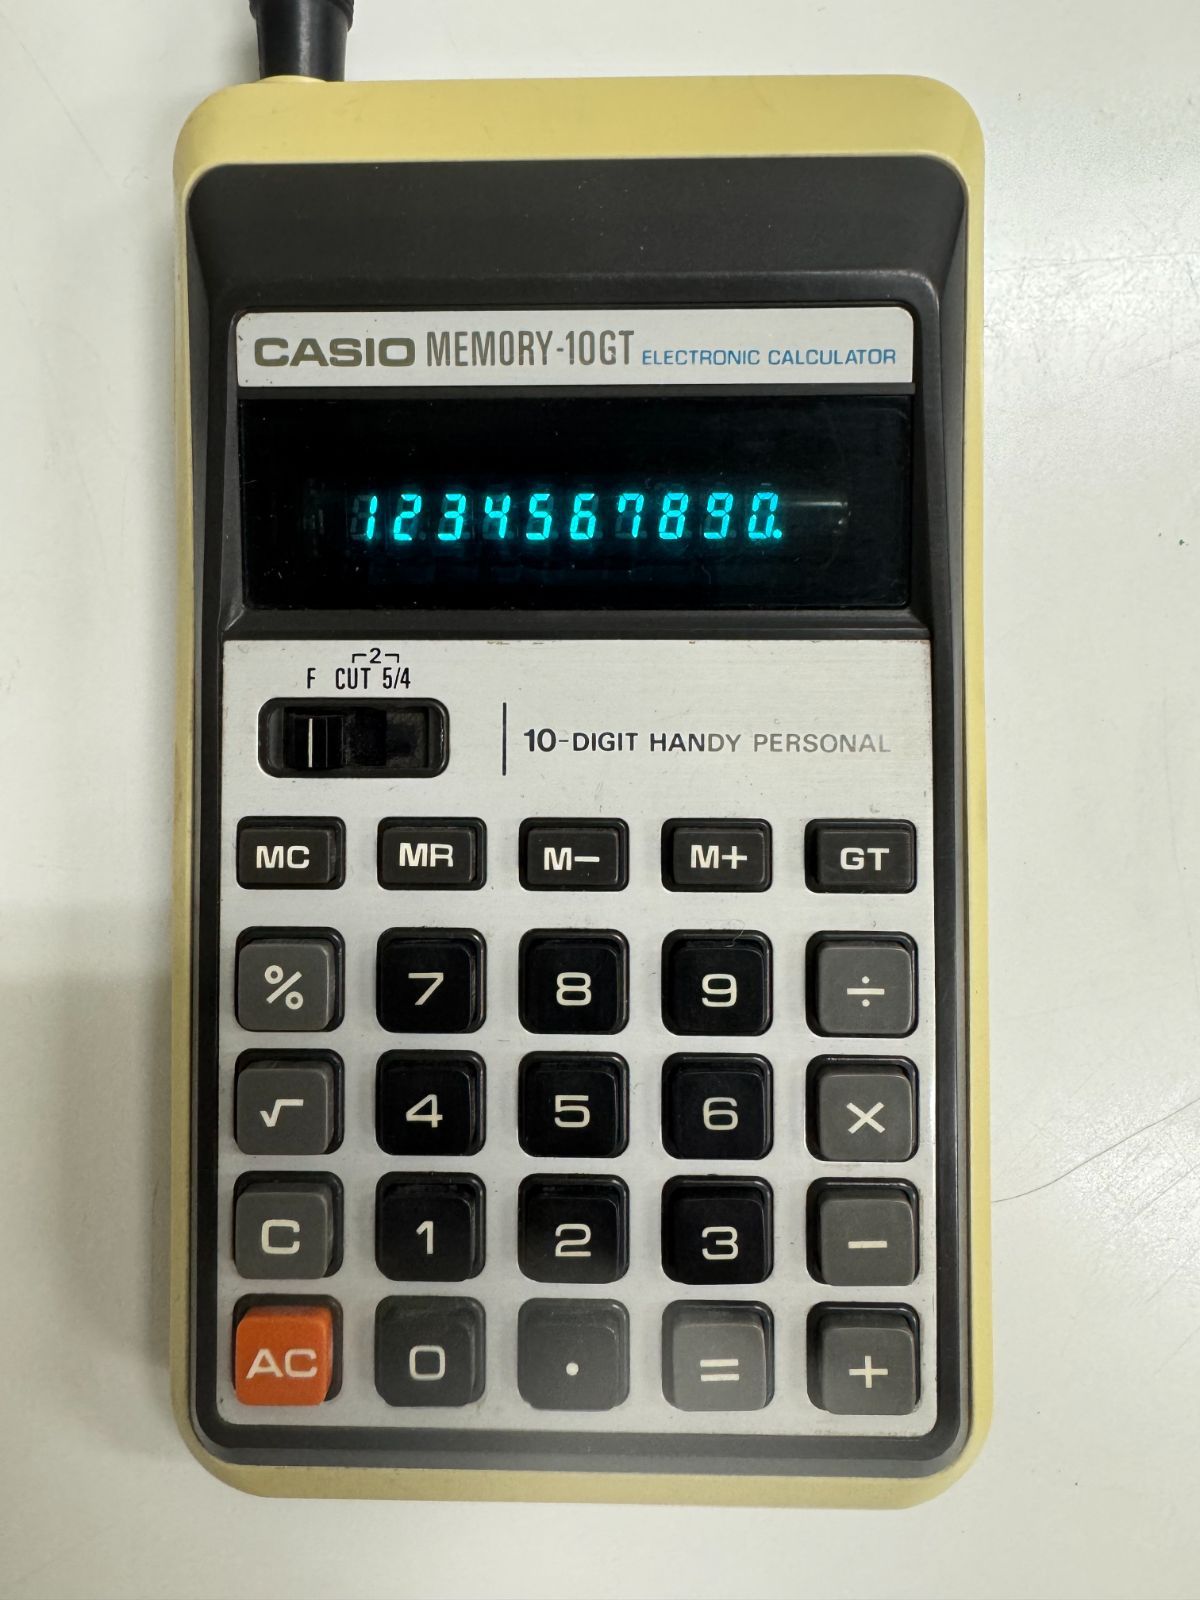 CASIO MEMORY-10GT ELECTRONIC CALCULATOR
1234567890.
2
F CUT 5/4
10-DIGIT HANDY PERSONAL
MC MR M− M+ GT
% 7 8 9 ÷
√ 4 5 6 ×
C 1 2 3 −
AC 0 . = +